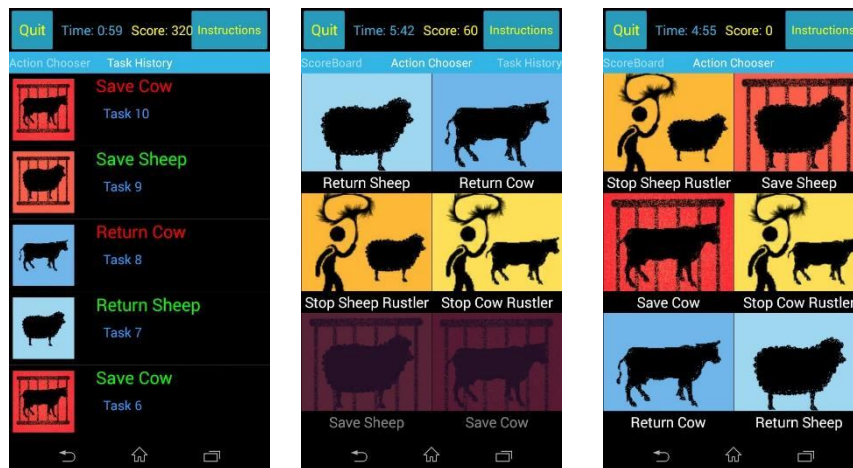 Quit Time: 0:59 Score: 320 Instructions
Action Chooser Task History
Save Cow
Task 10
Save Sheep
Task 9
Return Cow
Task 8
Return Sheep
Task 7
Save Cow
Task 6
Quit Time: 5:42 Score: 60 Instructions
ScoreBoard Action Chooser Task History
Return Sheep Return Cow
Stop Sheep Rustler Stop Cow Rustler
Save Sheep Save Cow
Quit Time: 4:55 Score: 0 Instructions
ScoreBoard Action Chooser
Stop Sheep Rustler Save Sheep
Save Cow Stop Cow Rustler
Return Cow Return Sheep